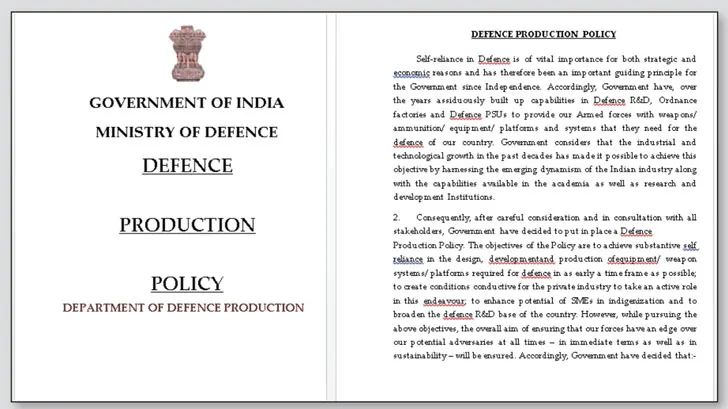 GOVERNMENT OF INDIA
MINISTRY OF DEFENCE
DEFENCE
PRODUCTION
POLICY
DEPARTMENT OF DEFENCE PRODUCTION
DEFENCE PRODUCTION POLICY
Self-reliance in Defence is of vital importance for both strategic and
economic reasons and has therefore been an important guiding principle for
the Government since Independence. Accordingly, Government have, over
the years assiduously built up capabilities in Defence R&D, Ordnance
factories and Defence PSUs to provide our Armed forces with weapons/
ammunition/ equipment/ platforms and systems that they need for the
defence of our country. Government considers that the industrial and
technological growth in the past decades has made it possible to achieve this
objective by harnessing the emerging dynamism of the Indian industry along
with the capabilities available in the academia as well as research and
development Institutions.
2. Consequently, after careful consideration and in consultation with all
stakeholders, Government have decided to put in place a Defence
Production Policy. The objectives of the Policy are to achieve substantive self
reliance in the design, developmentand production ofequipment/ weapon
systems/ platforms required for defence in as early a time frame as possible;
to create conditions conducive for the private industry to take an active role
in this endeavour; to enhance potential of SMEs in indigenization and to
broaden the defence R&D base of the country. However, while pursuing the
above objectives, the overall aim of ensuring that our forces have an edge over
our potential adversaries at all times – in immediate terms as well as in
sustainability – will be ensured. Accordingly, Government have decided that:-